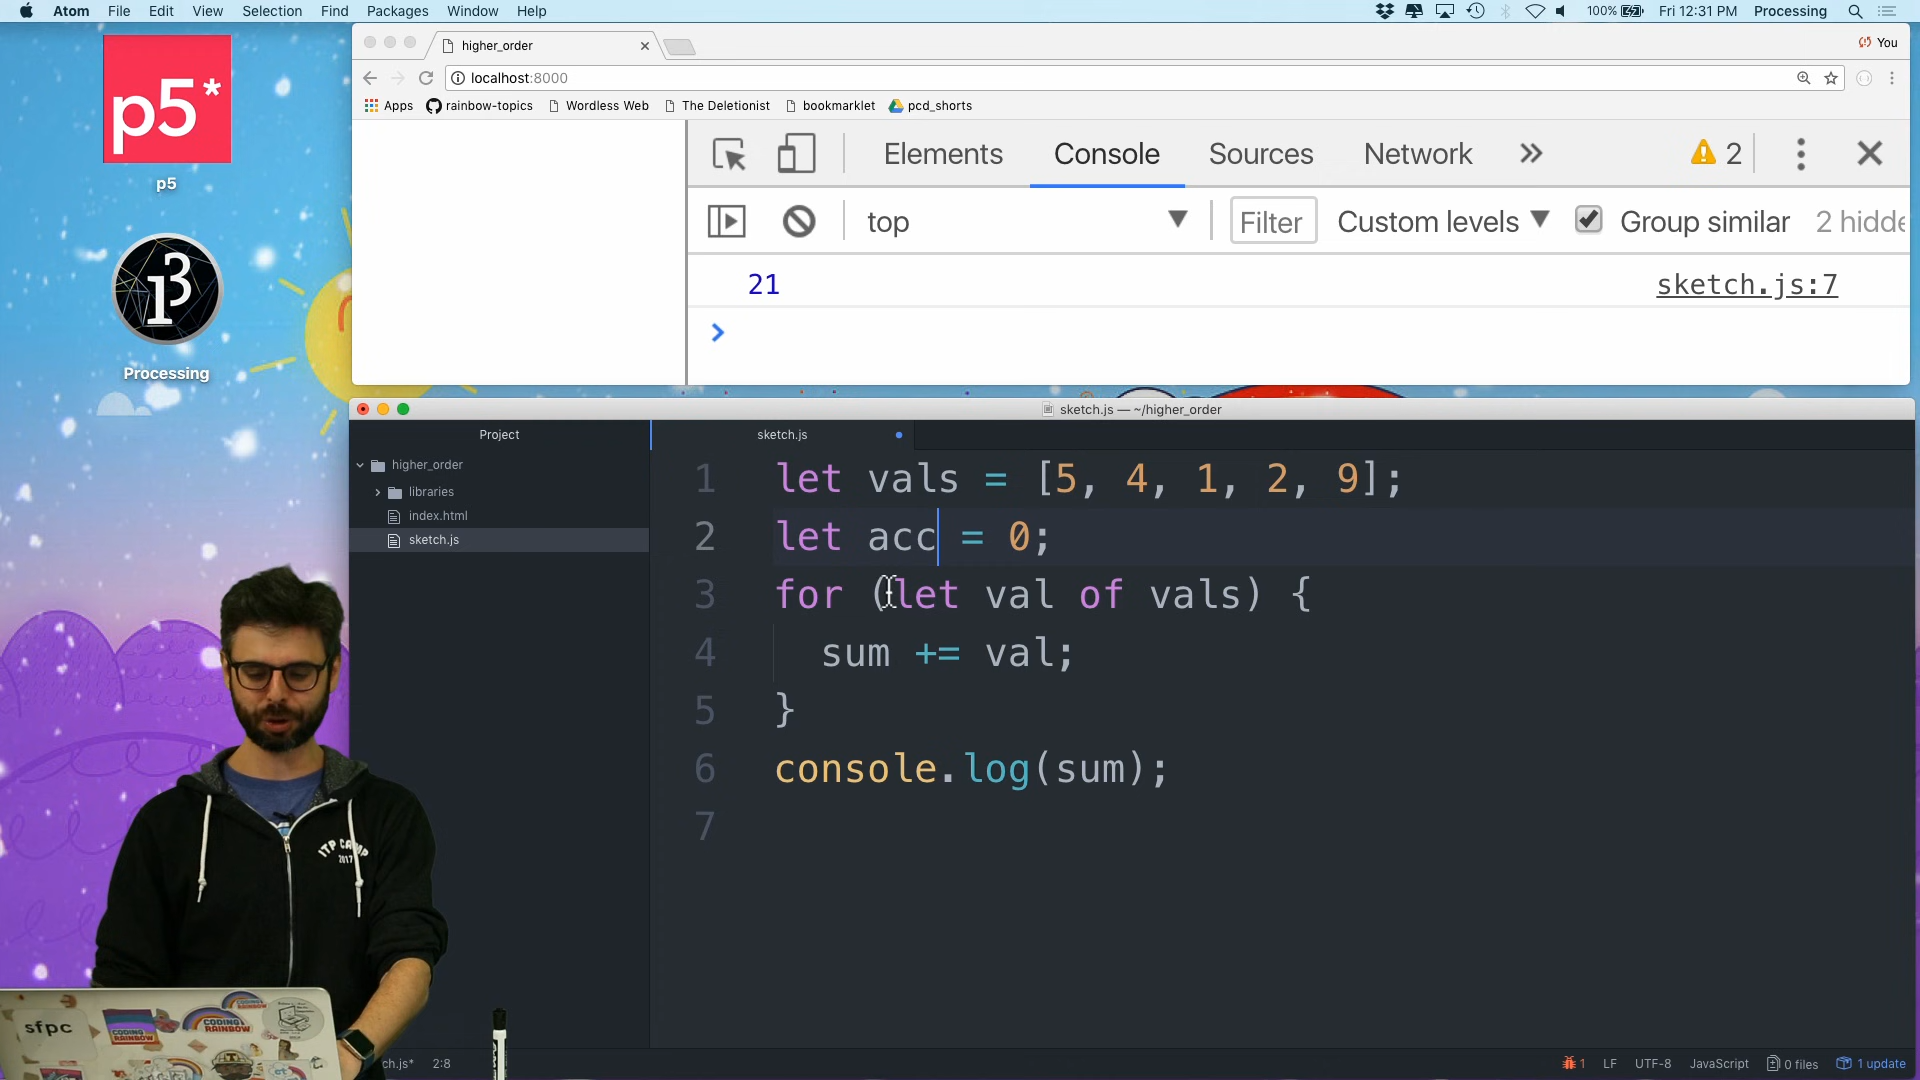 Atom File Edit View Selection Find Packages Window Help
100% Fri 12:31 PM Processing
p5*
p5
Processing
higher_order
You
localhost:8000
Apps rainbow-topics Wordless Web The Deletionist bookmarklet pcd_shorts
Elements Console Sources Network » 2
top Filter Custom levels Group similar 2 hidde
21 sketch.js:7
sketch.js — ~/higher_order
Project
sketch.js
higher_order
libraries
index.html
sketch.js
1 let vals = [5, 4, 1, 2, 9];
2 let acc = 0;
3 for (let val of vals) {
4 sum += val;
5 }
6 console.log(sum);
7
ITP CAMP
2017
sfpc
CODING
RAINBOW
ch.js* 2:8
1 LF UTF-8 JavaScript 0 files 1 update